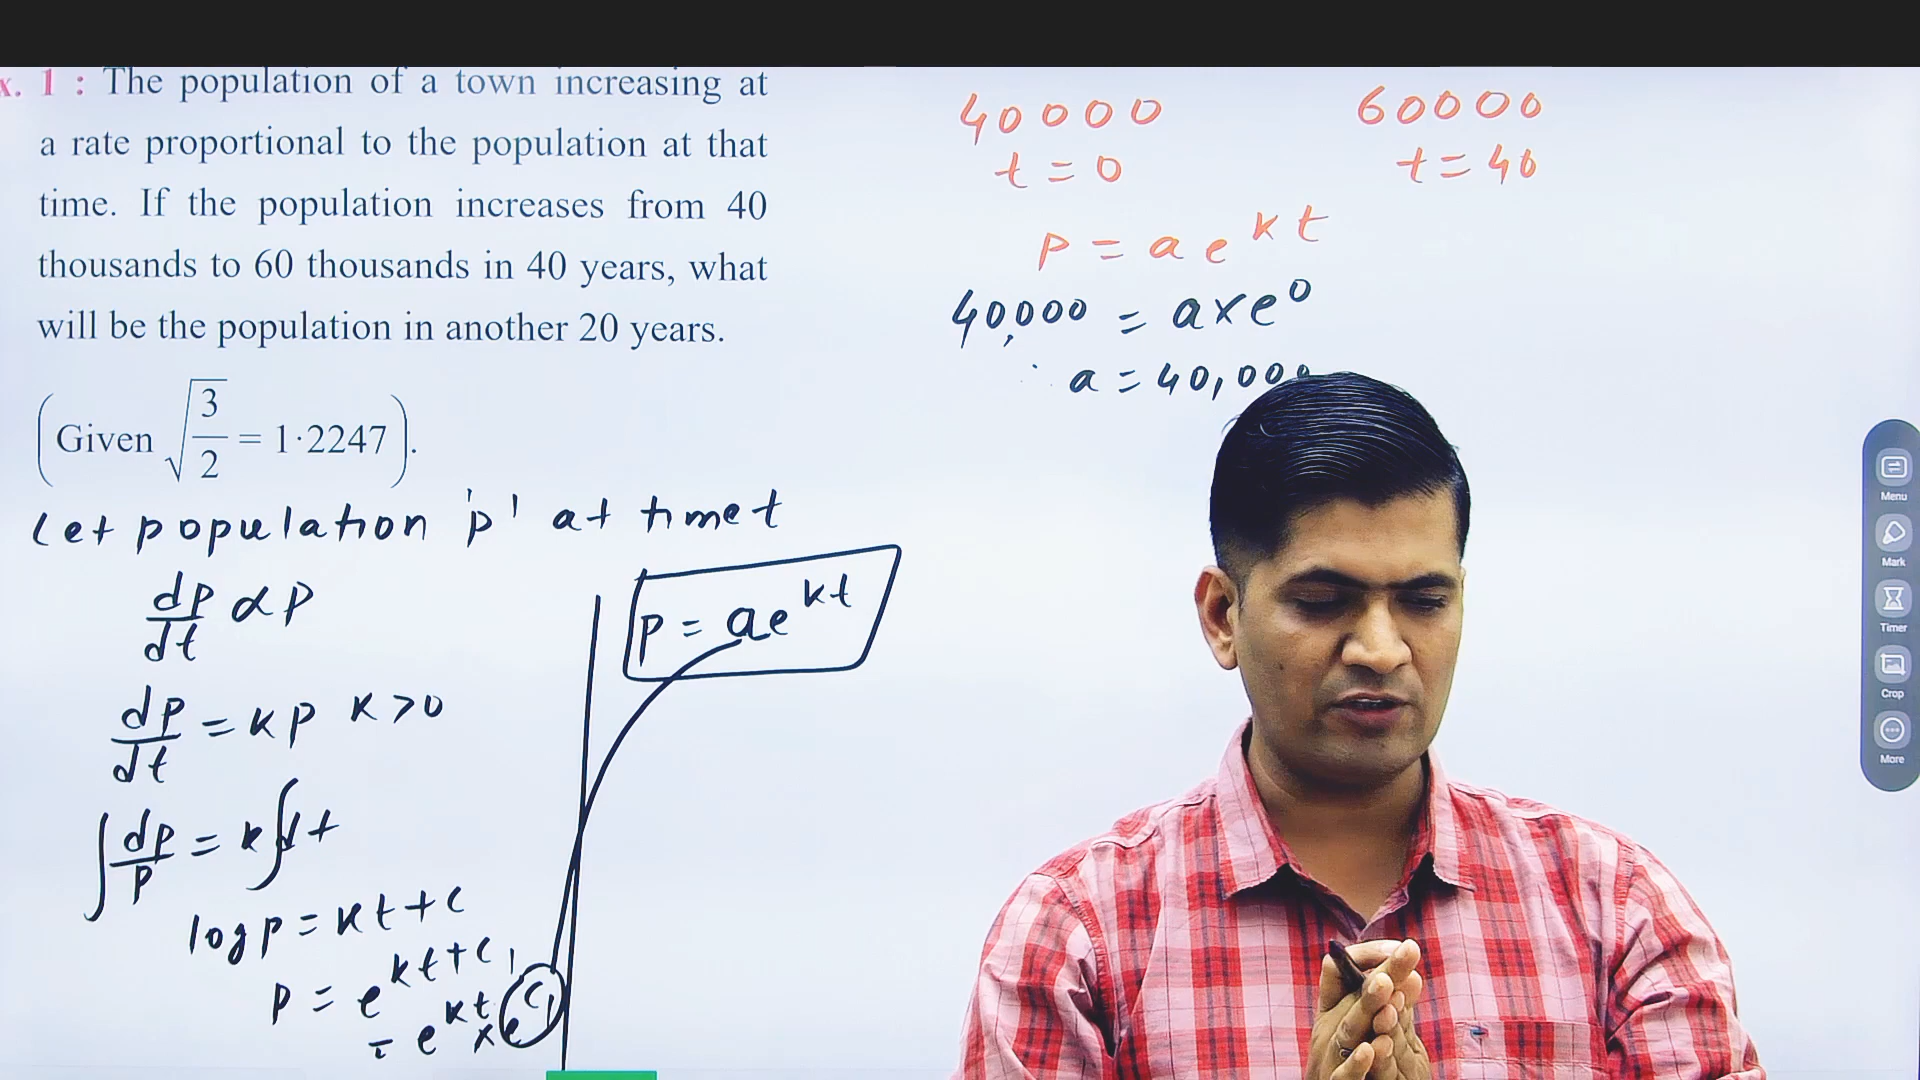 x. 1 : The population of a town increasing at
a rate proportional to the population at that
time. If the population increases from 40
thousands to 60 thousands in 40 years, what
will be the population in another 20 years.
(Given √(3/2) = 1·2247).
Let population 'p' at time t
dp/dt ∝ p
dp/dt = kp k>0
∫ dp/p = k∫dt
log p = kt+c
p = e^(kt+c₁)
= e^(kt) × e^(c₁)
p = ae^(kt)
40000 60000
t = 0 t = 40
p = a e^(kt)
40,000 = a×e^0
a = 40,000
Menu
Mark
Timer
Crop
More